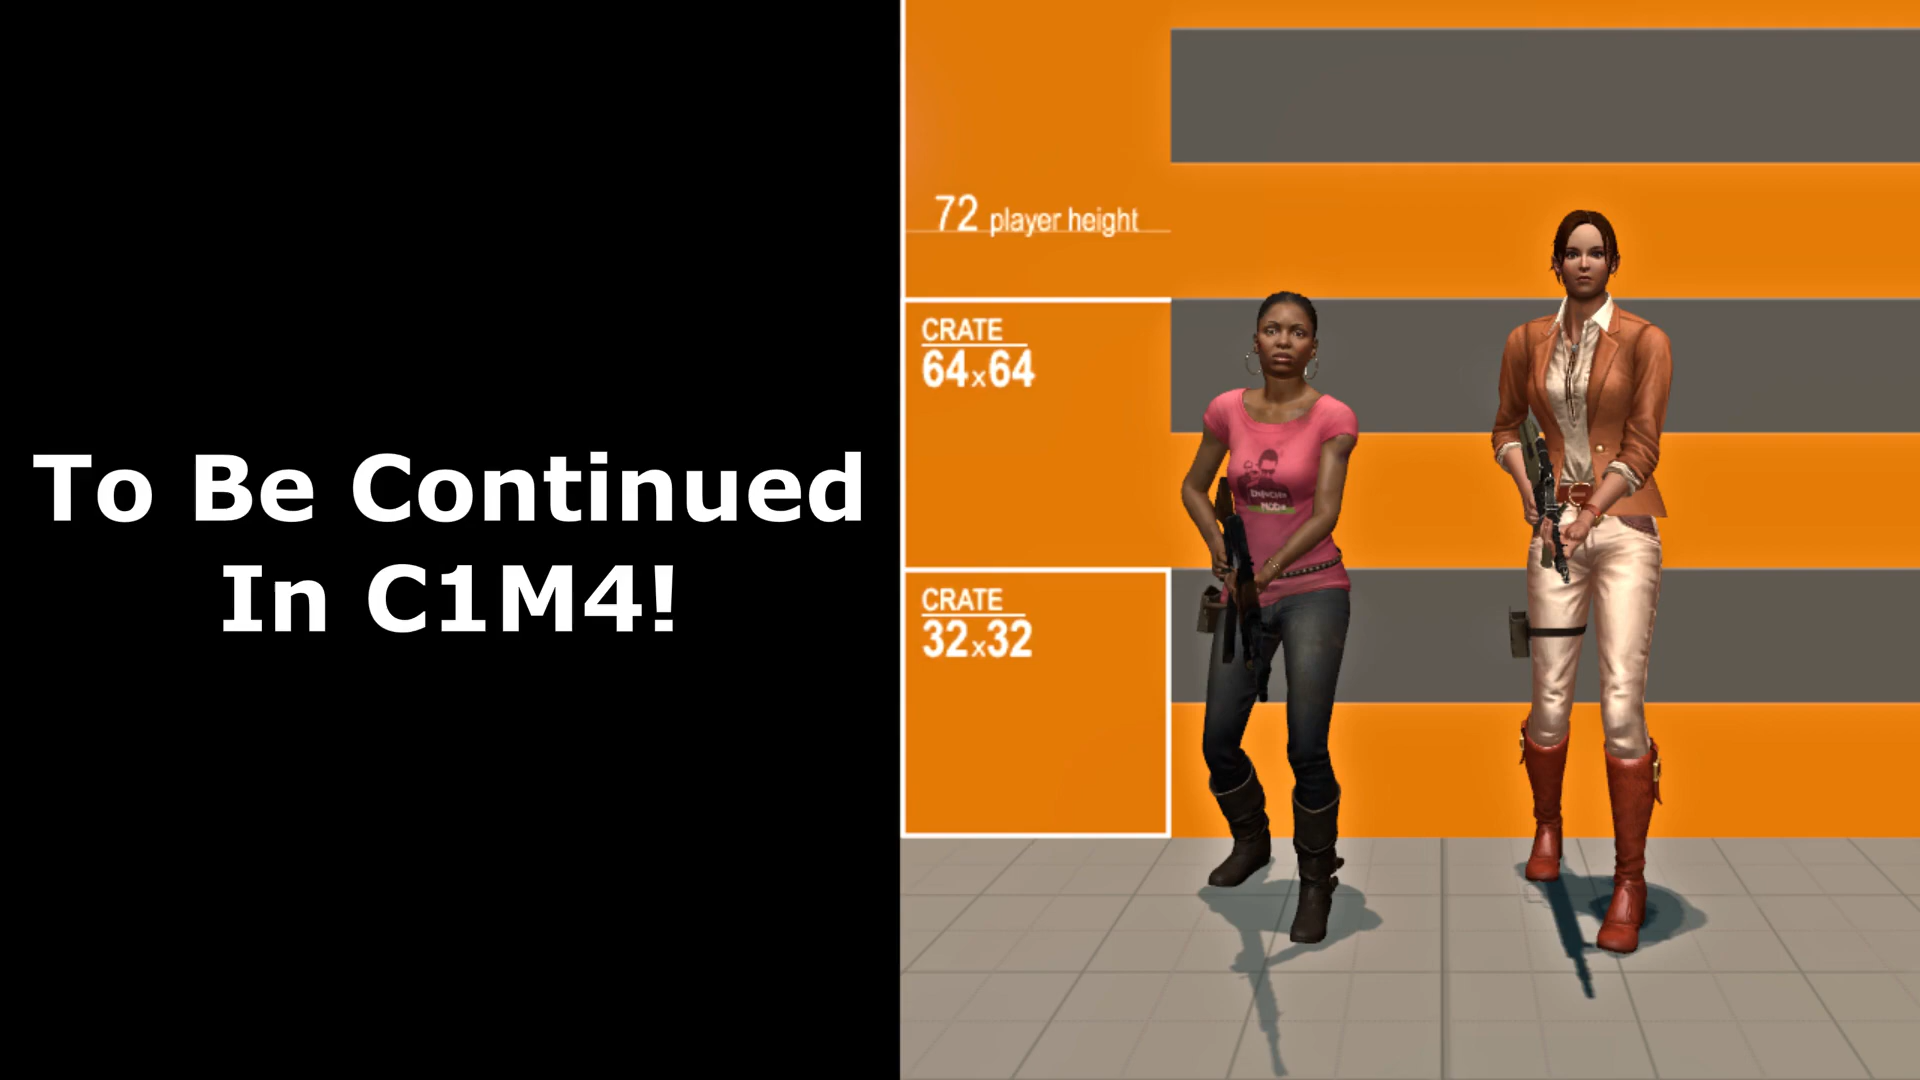 To Be Continued
In C1M4!
72 player height
CRATE
64x64
CRATE
32x32